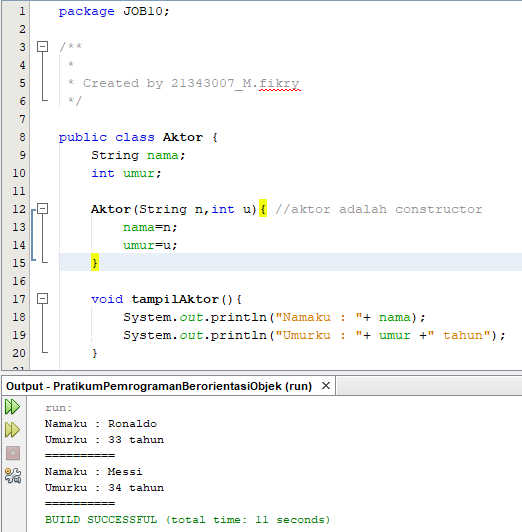 1 package JOB10;
2
3 /**
4 *
5 * Created by 21343007_M.fikry
6 */
7
8 public class Aktor {
9 String nama;
10 int umur;
11
12 Aktor(String n,int u){ //aktor adalah constructor
13 nama=n;
14 umur=u;
15 }
16
17 void tampilAktor(){
18 System.out.println("Namaku : "+ nama);
19 System.out.println("Umurku : "+ umur +" tahun");
20 }
Output - PratikumPemrogramanBerorientasiObjek (run) ×
run:
Namaku : Ronaldo
Umurku : 33 tahun
==========
Namaku : Messi
Umurku : 34 tahun
==========
BUILD SUCCESSFUL (total time: 11 seconds)